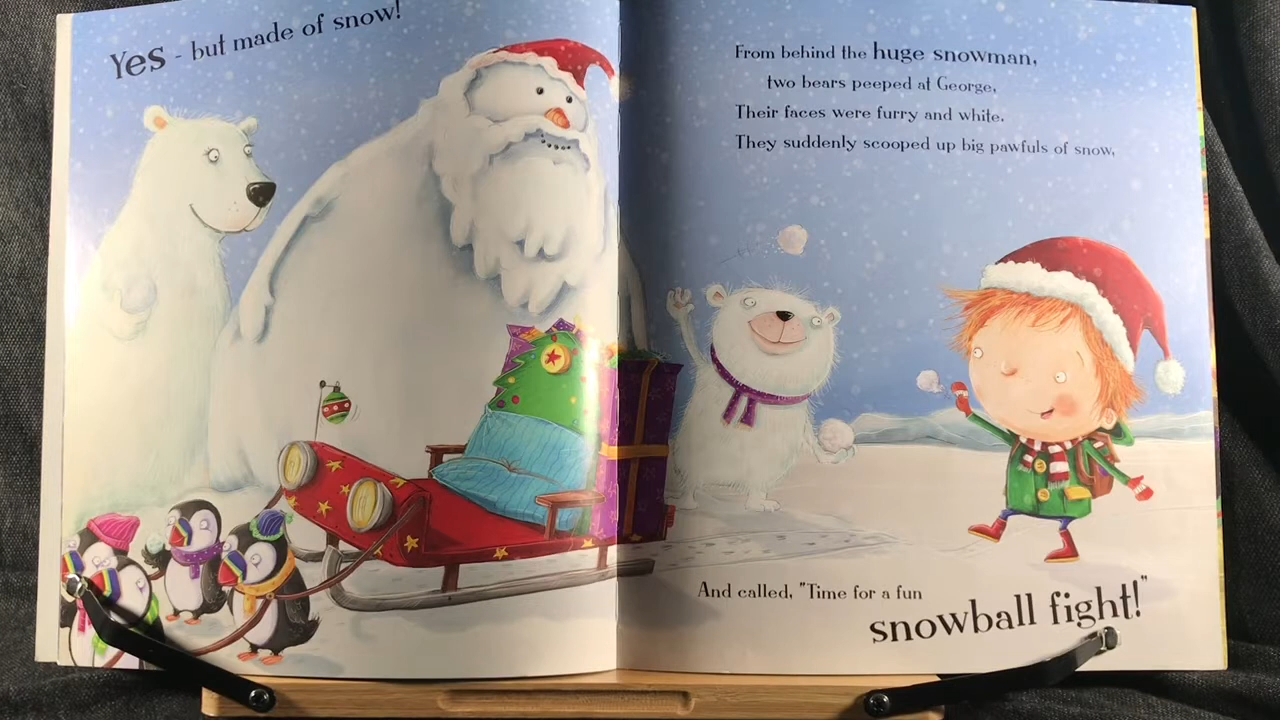 Yes - but made of snow!
From behind the huge snowman,
two bears peeped at George,
Their faces were furry and white.
They suddenly scooped up big pawfuls of snow,
And called, "Time for a fun
snowball fight!"